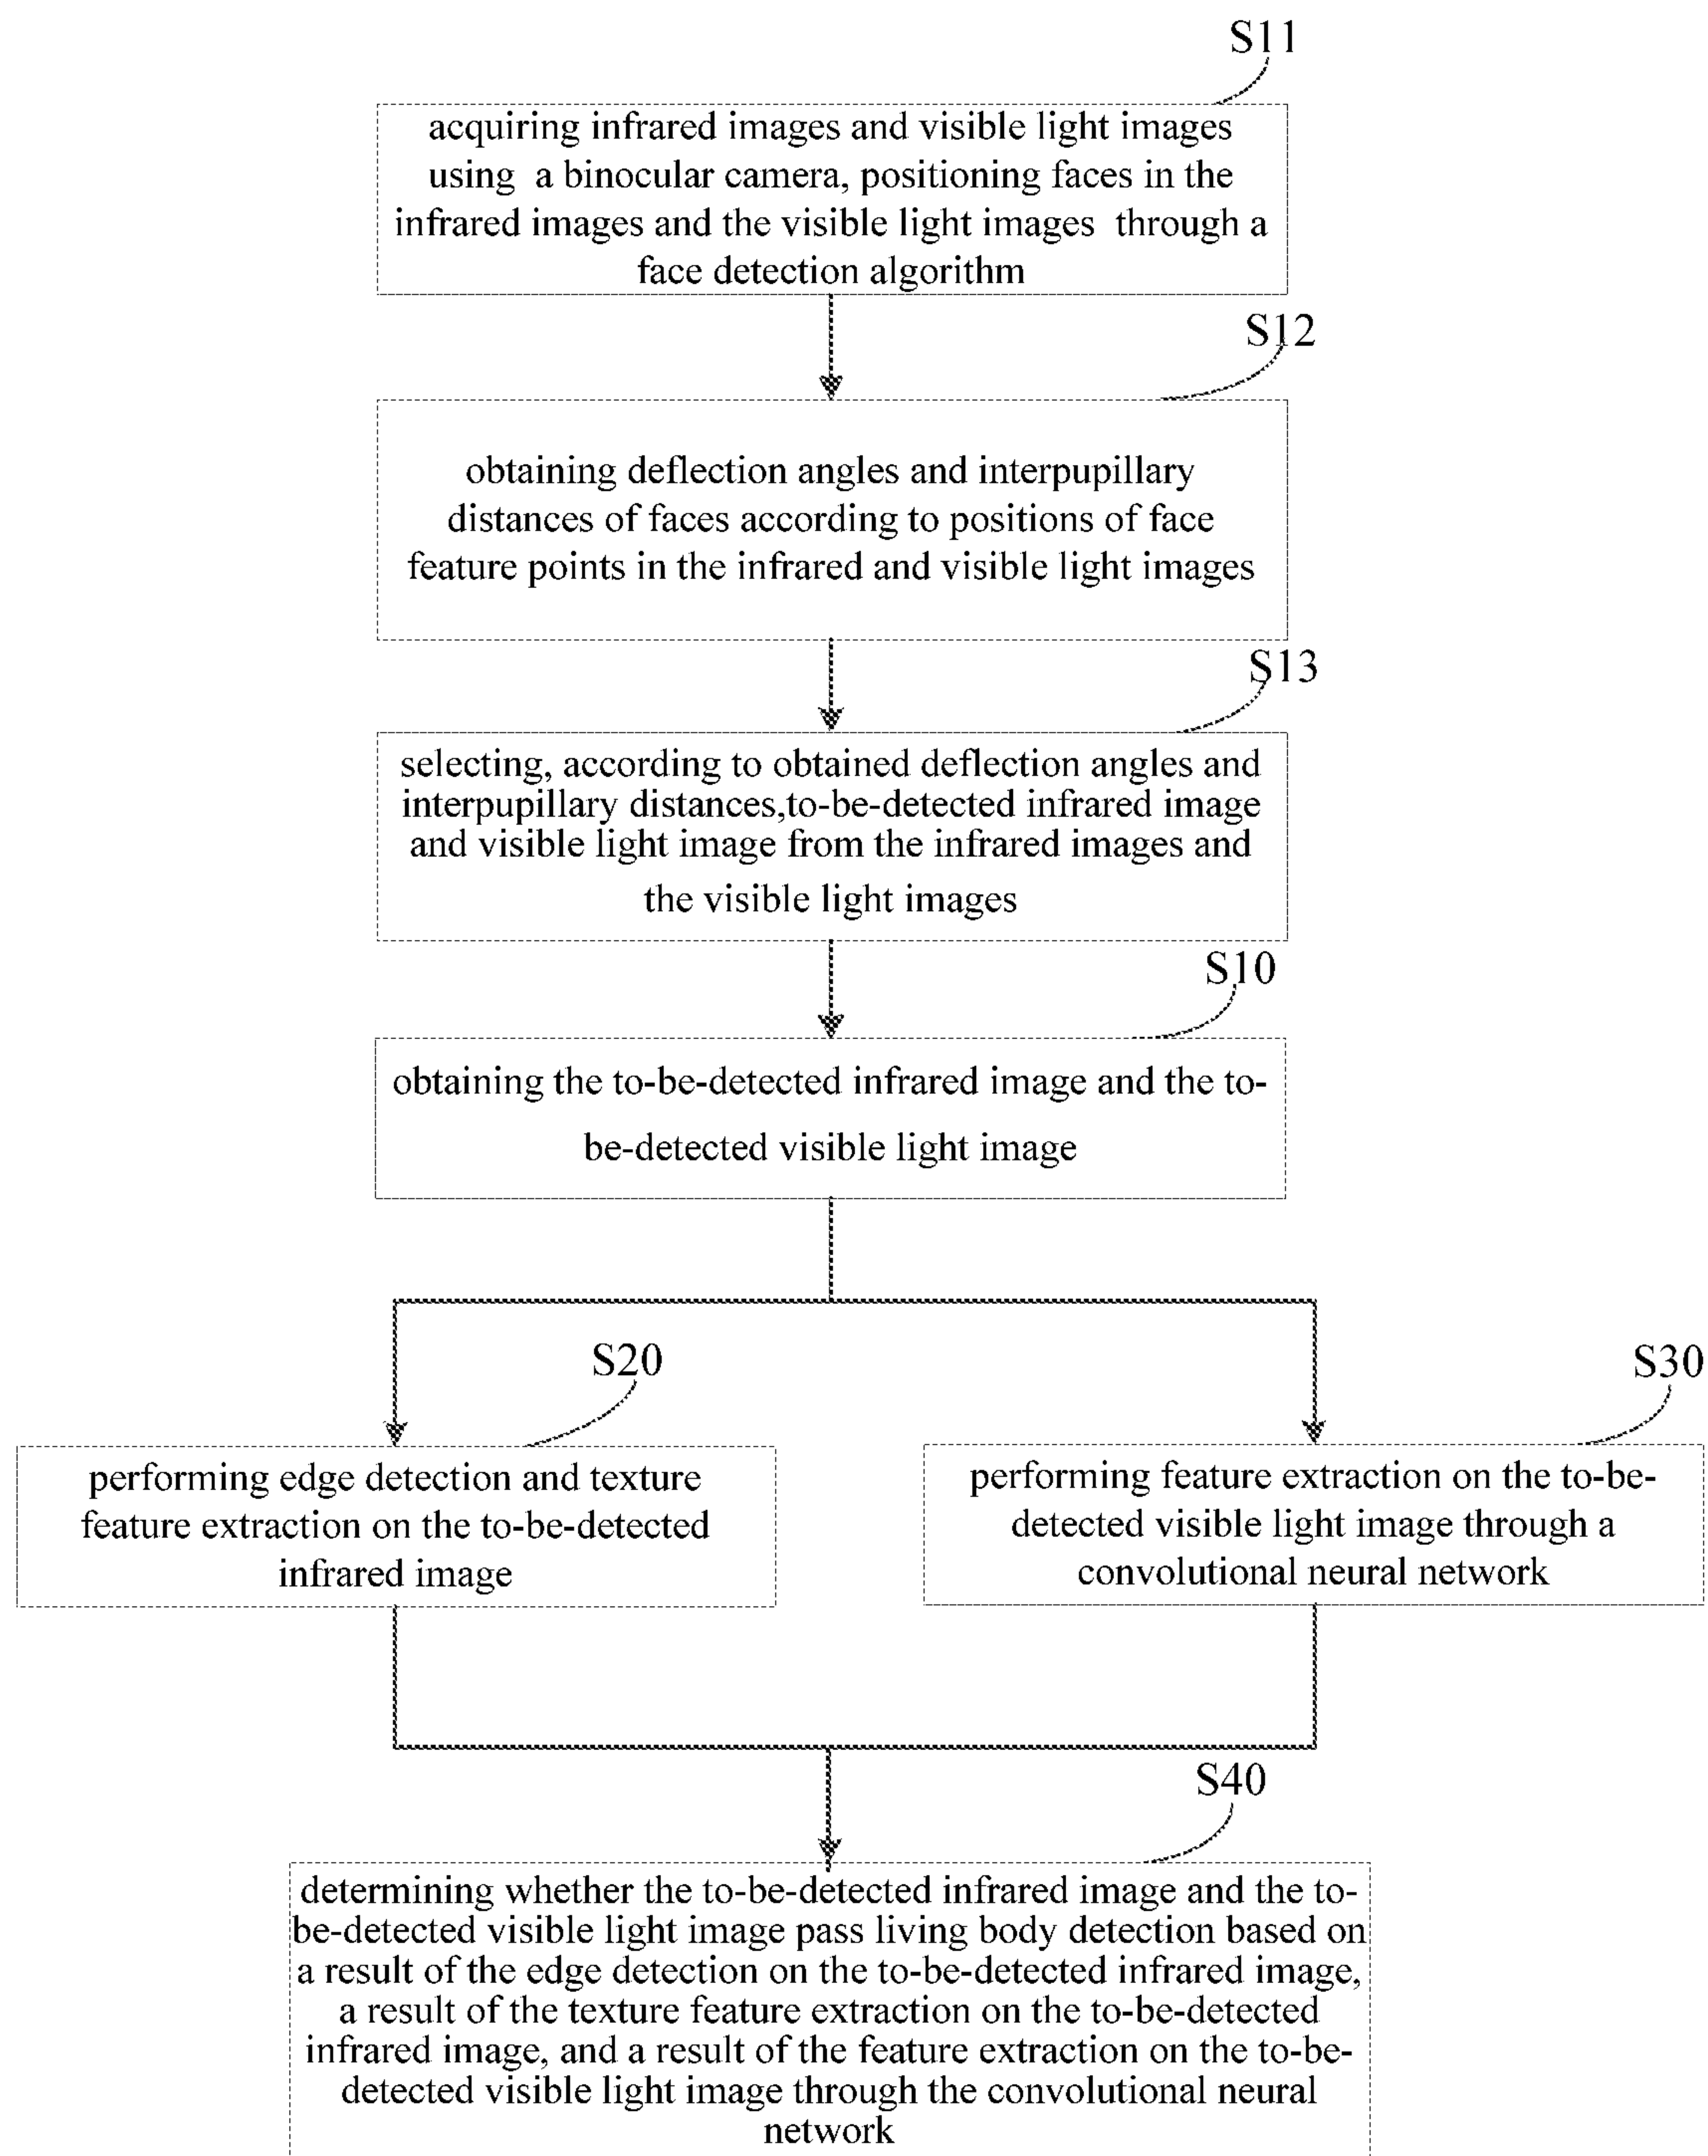 S11
acquiring infrared images and visible light images
using a binocular camera, positioning faces in the
infrared images and the visible light images through a
face detection algorithm
S12
obtaining deflection angles and interpupillary
distances of faces according to positions of face
feature points in the infrared and visible light images
S13
selecting, according to obtained deflection angles and
interpupillary distances,to-be-detected infrared image
and visible light image from the infrared images and
the visible light images
S10
obtaining the to-be-detected infrared image and the to-
be-detected visible light image
S20
performing edge detection and texture
feature extraction on the to-be-detected
infrared image
S30
performing feature extraction on the to-be-
detected visible light image through a
convolutional neural network
S40
determining whether the to-be-detected infrared image and the to-
be-detected visible light image pass living body detection based on
a result of the edge detection on the to-be-detected infrared image,
a result of the texture feature extraction on the to-be-detected
infrared image, and a result of the feature extraction on the to-be-
detected visible light image through the convolutional neural
network